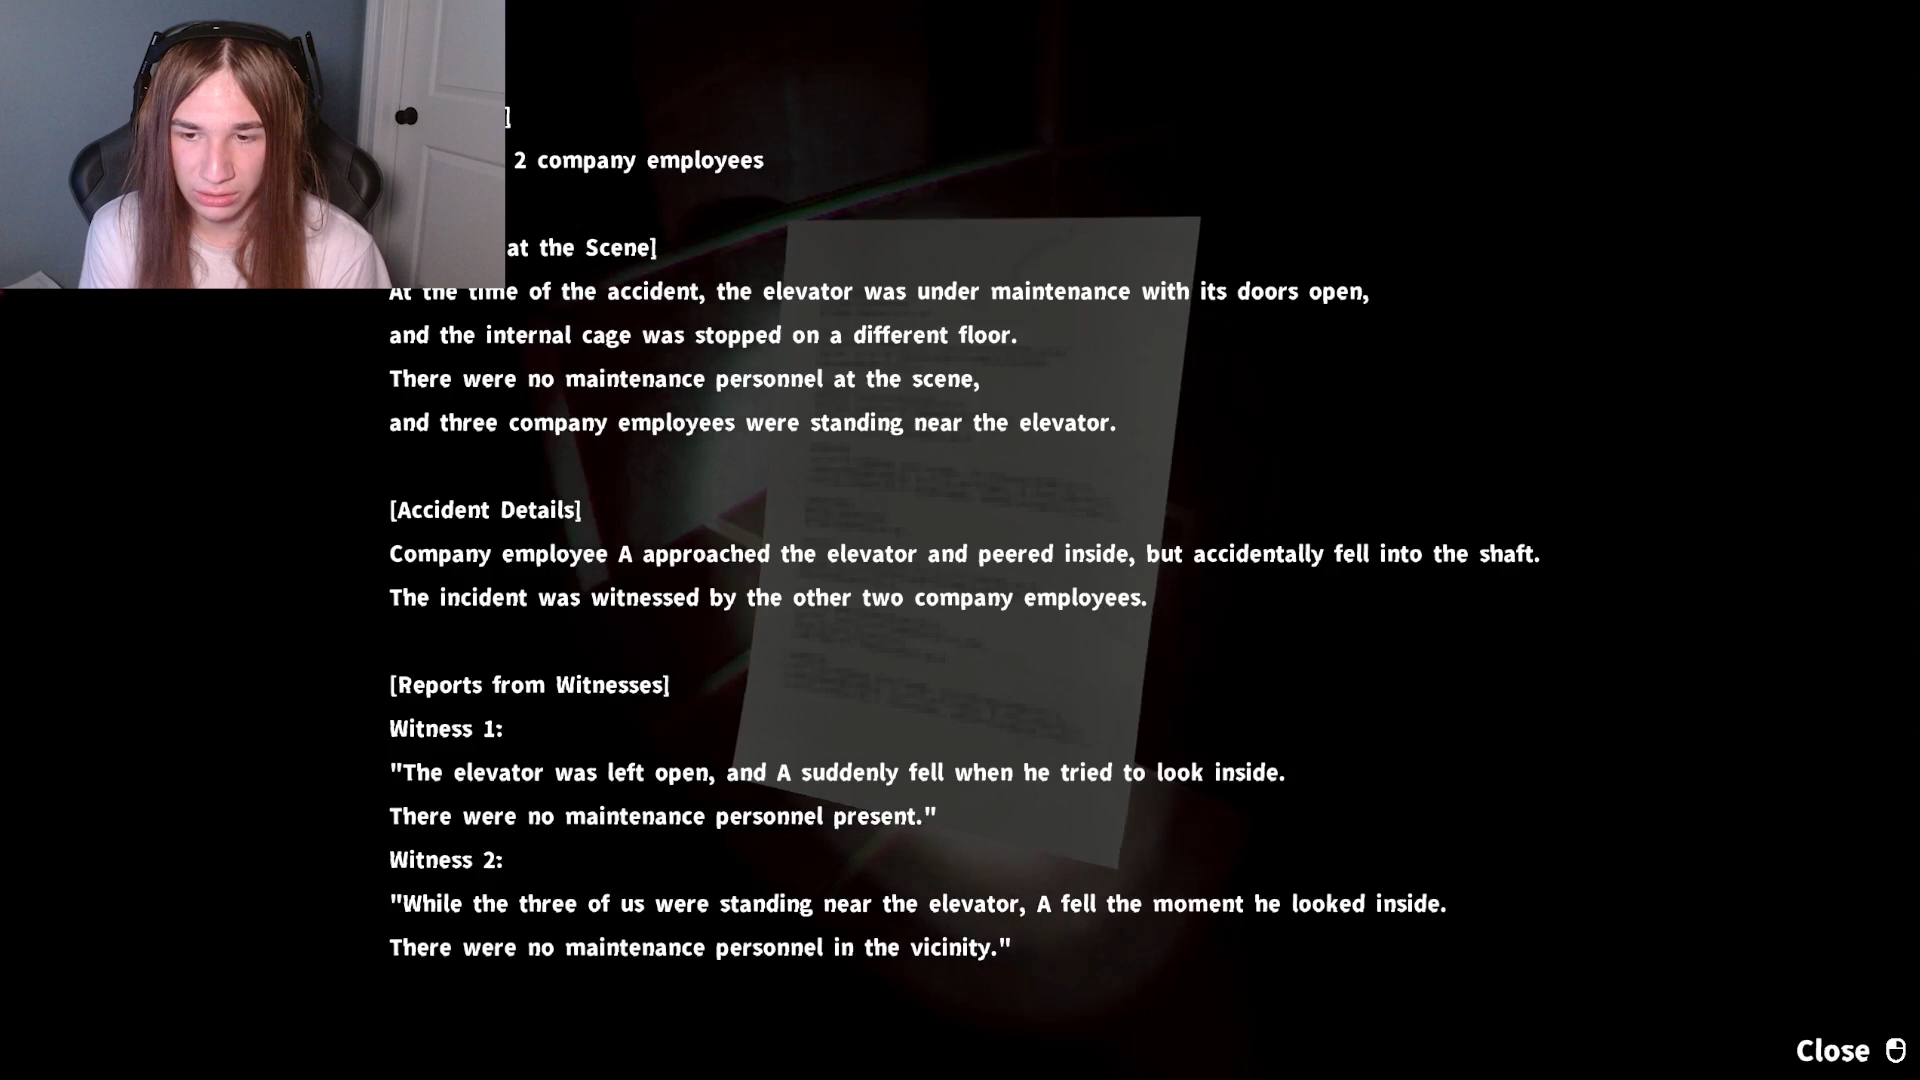 ]
2 company employees
at the Scene]
At the time of the accident, the elevator was under maintenance with its doors open,
and the internal cage was stopped on a different floor.
There were no maintenance personnel at the scene,
and three company employees were standing near the elevator.
[Accident Details]
Company employee A approached the elevator and peered inside, but accidentally fell into the shaft.
The incident was witnessed by the other two company employees.
[Reports from Witnesses]
Witness 1:
"The elevator was left open, and A suddenly fell when he tried to look inside.
There were no maintenance personnel present."
Witness 2:
"While the three of us were standing near the elevator, A fell the moment he looked inside.
There were no maintenance personnel in the vicinity."
Close